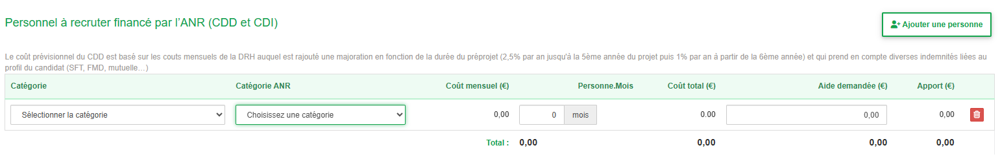 Personnel à recruter financé par l'ANR (CDD et CDI)
Ajouter une personne
Le coût prévisionnel du CDD est basé sur les couts mensuels de la DRH auquel est rajouté une majoration en fonction de la durée du préprojet (2,5% par an jusqu'à la 5ème année du projet puis 1% par an à partir de la 6ème année) et qui prend en compte diverses indemnités liées au
profil du candidat (SFT, FMD, mutuelle…)
Catégorie Catégorie ANR Coût mensuel (€) Personne.Mois Coût total (€) Aide demandée (€) Apport (€)
Sélectionner la catégorie Choisissez une catégorie 0,00 0 mois 0.00 0,00 0,00
Total : 0,00 0,00 0,00 0,00